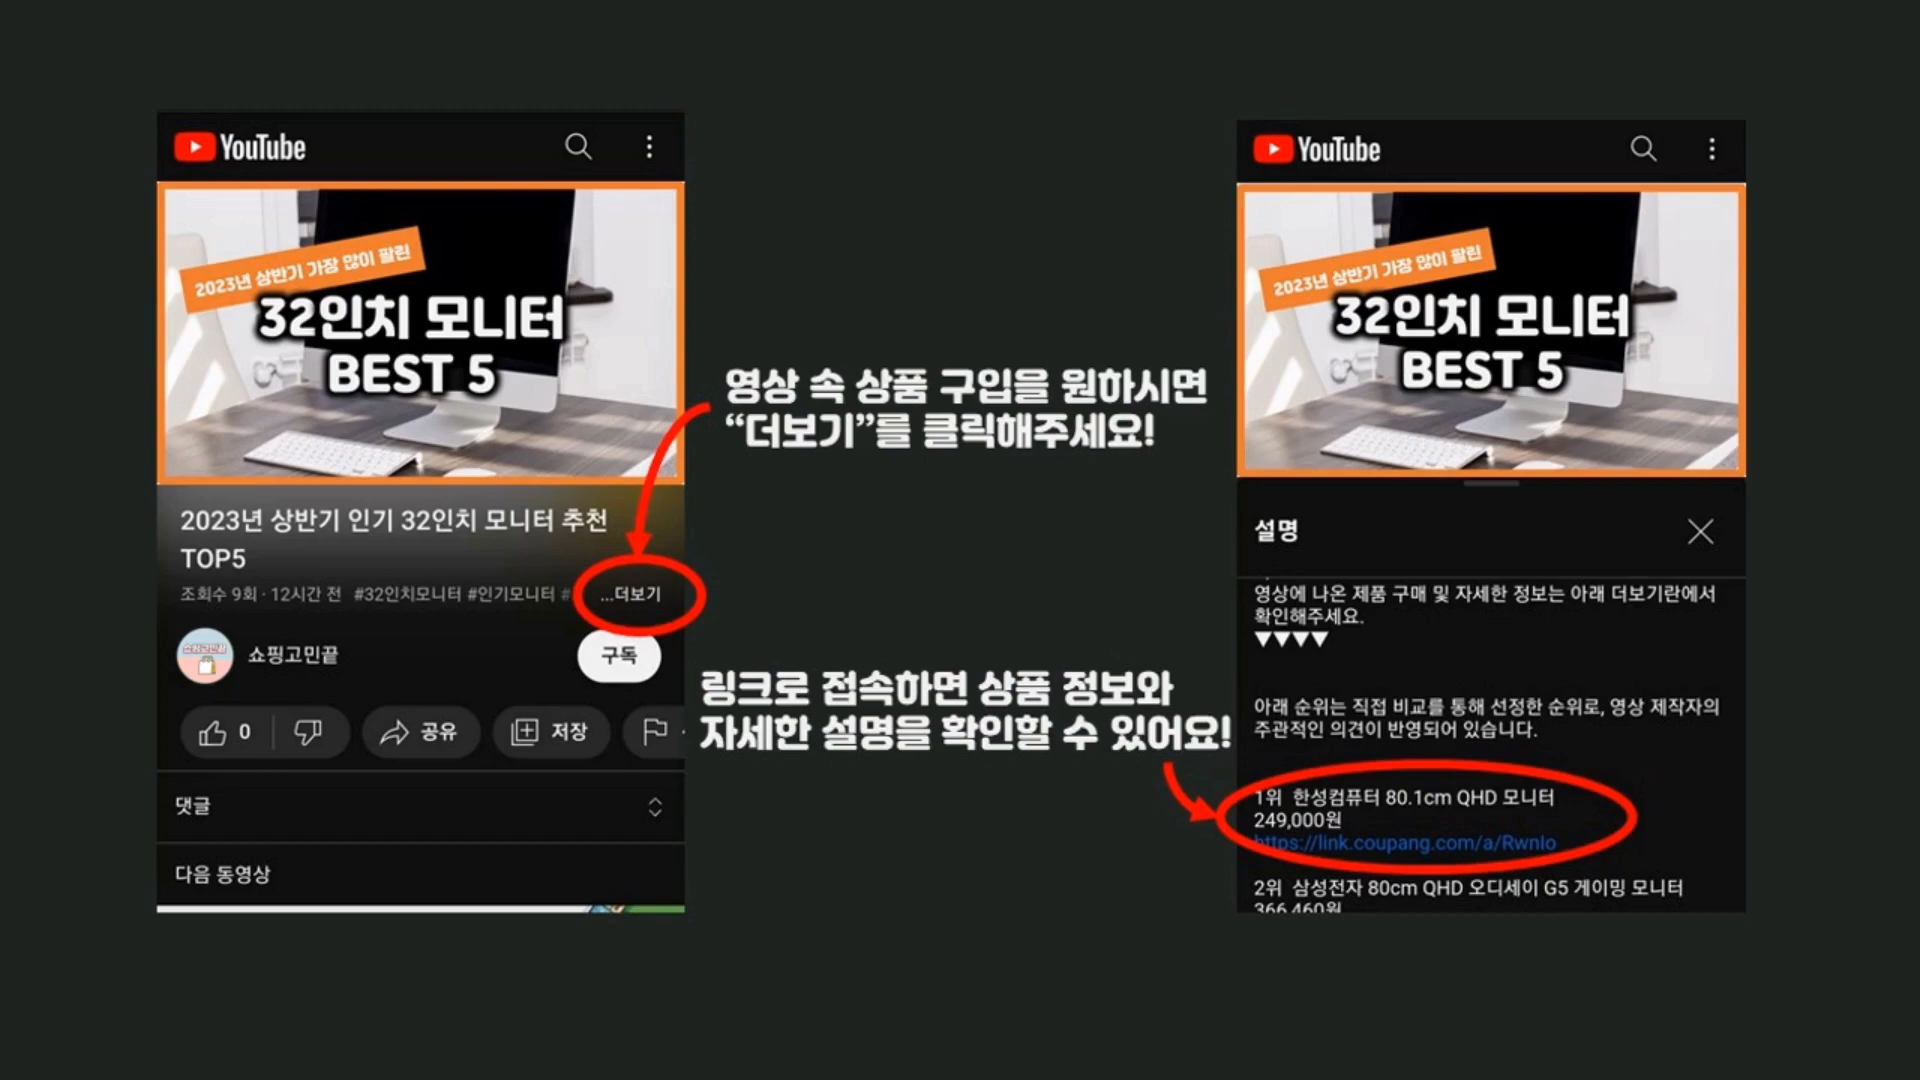 YouTube
2023년 상반기 가장 많이 팔린
32인치 모니터
BEST 5
2023년 상반기 인기 32인치 모니터 추천
TOP5
조회수 9회 · 12시간 전 #32인치모니터 #인기모니터 # ...더보기
쇼핑고민끝
쇼핑고민끝
구독
0
공유
저장
댓글
다음 동영상
영상 속 상품 구입을 원하시면
“더보기”를 클릭해주세요!
링크로 접속하면 상품 정보와
자세한 설명을 확인할 수 있어요!
YouTube
2023년 상반기 가장 많이 팔린
32인치 모니터
BEST 5
설명
영상에 나온 제품 구매 및 자세한 정보는 아래 더보기란에서
확인해주세요.
▼▼▼▼
아래 순위는 직접 비교를 통해 선정한 순위로, 영상 제작자의
주관적인 의견이 반영되어 있습니다.
1위 한성컴퓨터 80.1cm QHD 모니터
249,000원
https://link.coupang.com/a/RwnIo
2위 삼성전자 80cm QHD 오디세이 G5 게이밍 모니터
366,460원